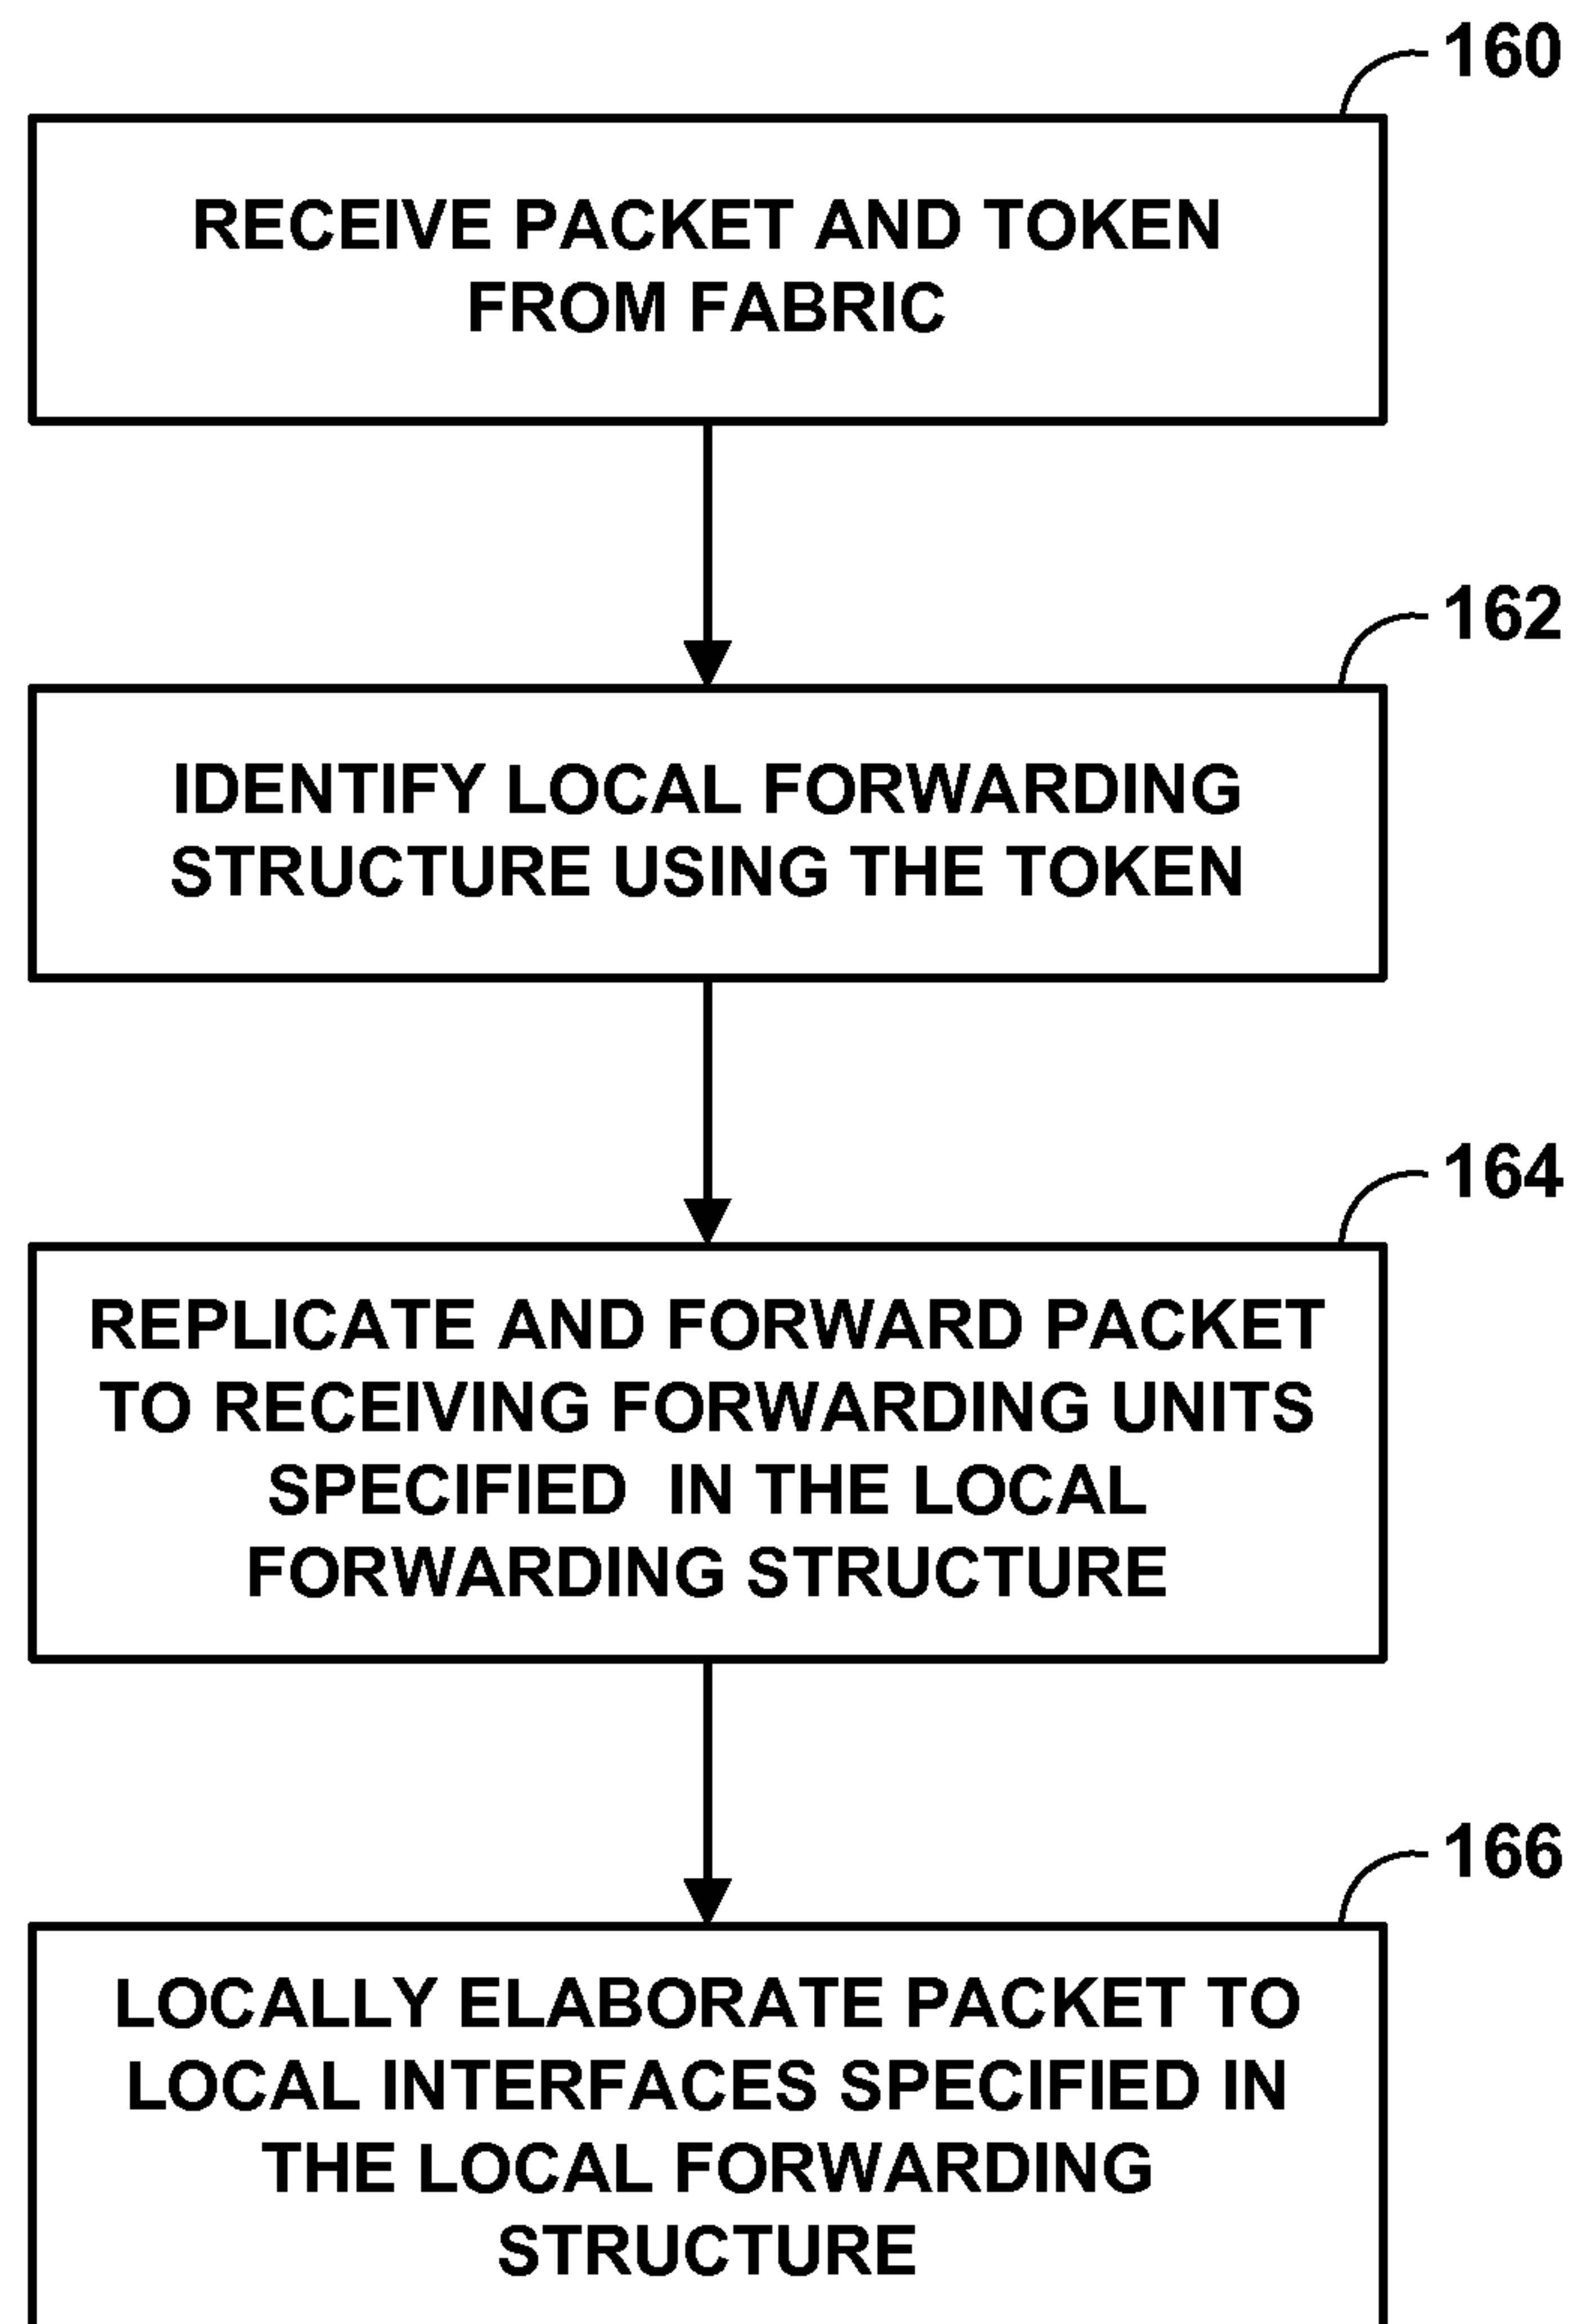 160
RECEIVE PACKET AND TOKEN
FROM FABRIC
162
IDENTIFY LOCAL FORWARDING
STRUCTURE USING THE TOKEN
164
REPLICATE AND FORWARD PACKET
TO RECEIVING FORWARDING UNITS
SPECIFIED IN THE LOCAL
FORWARDING STRUCTURE
166
LOCALLY ELABORATE PACKET TO
LOCAL INTERFACES SPECIFIED IN
THE LOCAL FORWARDING
STRUCTURE